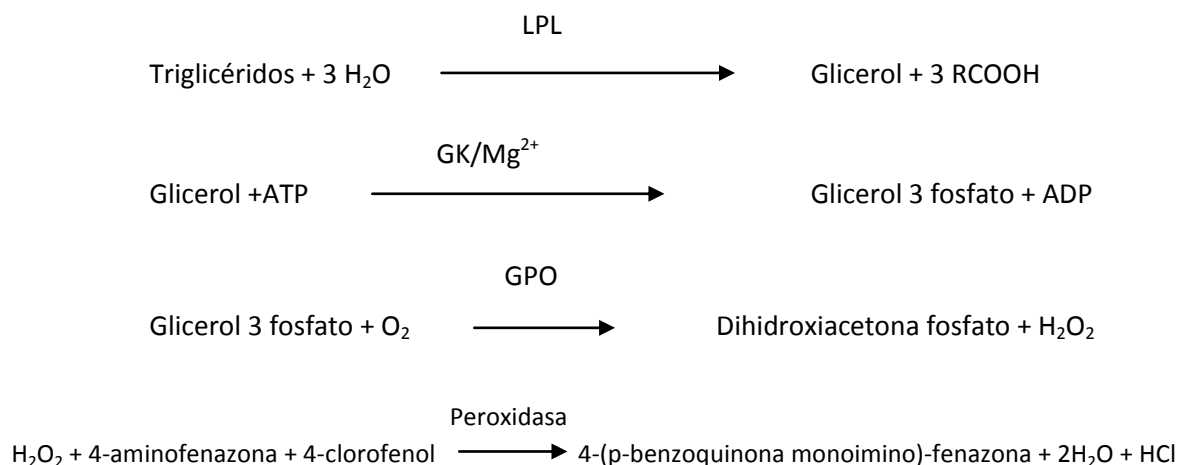 LPL
Triglicéridos + 3 H₂O Glicerol + 3 RCOOH
GK/Mg²⁺
Glicerol +ATP Glicerol 3 fosfato + ADP
GPO
Glicerol 3 fosfato + O₂ Dihidroxiacetona fosfato + H₂O₂
Peroxidasa
H₂O₂ + 4-aminofenazona + 4-clorofenol 4-(p-benzoquinona monoimino)-fenazona + 2H₂O + HCl